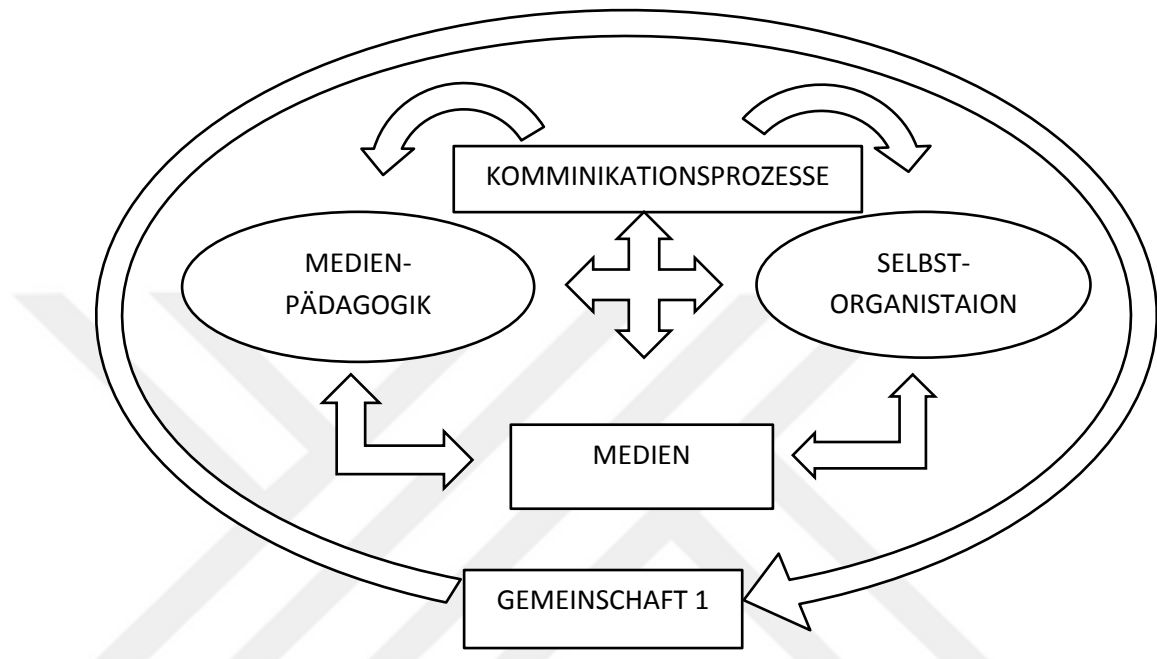 KOMMINIKATIONSPROZESSE
MEDIEN-
PÄDAGOGIK
SELBST-
ORGANISTAION
MEDIEN
GEMEINSCHAFT 1